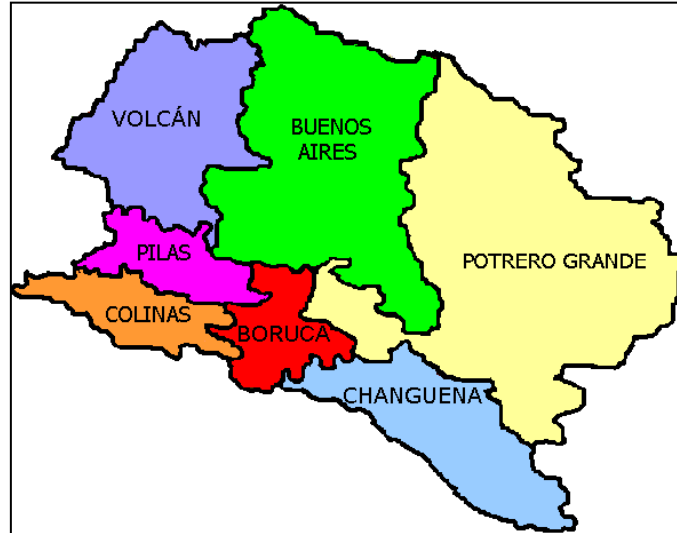 VOLCÁN
BUENOS
AIRES
PILAS
POTRERO GRANDE
COLINAS
BORUCA
CHANGUENA